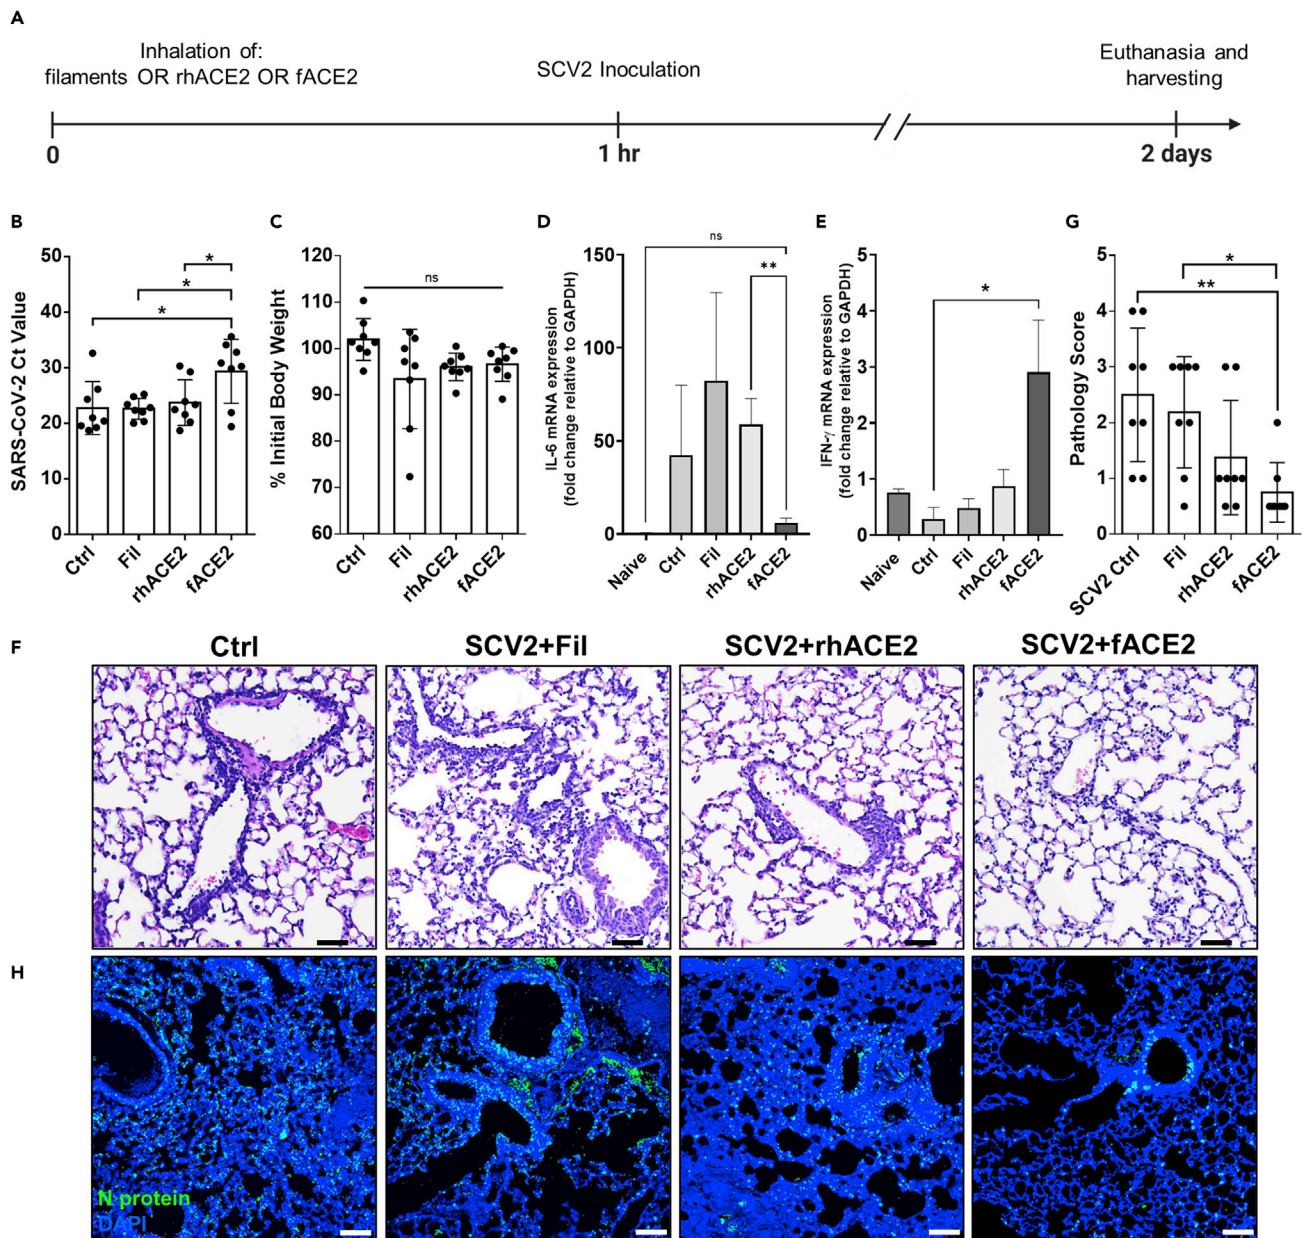 A
Inhalation of:
filaments OR rhACE2 OR fACE2
SCV2 Inoculation
Euthanasia and
harvesting
0
1 hr
2 days
B
SARS-CoV-2 Ct Value
50
40
30
20
10
0
*
*
*
Ctrl
Fil
rhACE2
fACE2
C
% Initial Body Weight
120
110
100
90
80
70
60
ns
Ctrl
Fil
rhACE2
fACE2
D
IL-6 mRNA expression
(fold change relative to GAPDH)
150
100
50
0
ns
**
Naive
Ctrl
Fil
rhACE2
fACE2
E
IFN-γ mRNA expression
(fold change relative to GAPDH)
5
4
3
2
1
0
*
Naive
Ctrl
Fil
rhACE2
fACE2
G
Pathology Score
5
4
3
2
1
0
*
**
SCV2 Ctrl
Fil
rhACE2
fACE2
F
Ctrl
SCV2+Fil
SCV2+rhACE2
SCV2+fACE2
H
N protein
DAPI